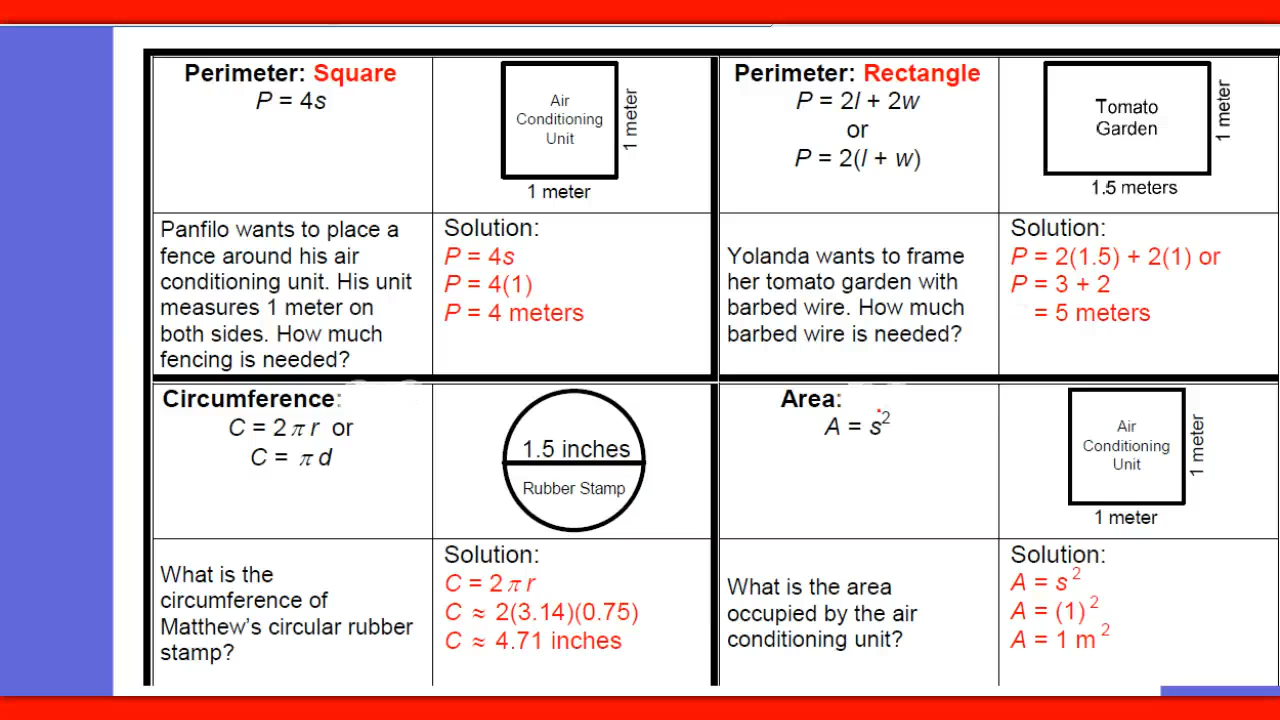 Perimeter: Square
P = 4s
Air
Conditioning
Unit
1 meter
1 meter
Perimeter: Rectangle
P = 2l + 2w
or
P = 2(l + w)
Tomato
Garden
1 meter
1.5 meters
Panfilo wants to place a
fence around his air
conditioning unit. His unit
measures 1 meter on
both sides. How much
fencing is needed?
Solution:
P = 4s
P = 4(1)
P = 4 meters
Yolanda wants to frame
her tomato garden with
barbed wire. How much
barbed wire is needed?
Solution:
P = 2(1.5) + 2(1) or
P = 3 + 2
= 5 meters
Circumference:
C = 2πr or
C = πd
1.5 inches
Rubber Stamp
Area:
A = s²
Air
Conditioning
Unit
1 meter
1 meter
What is the
circumference of
Matthew's circular rubber
stamp?
Solution:
C = 2πr
C ≈ 2(3.14)(0.75)
C ≈ 4.71 inches
What is the area
occupied by the air
conditioning unit?
Solution:
A = s²
A = (1)²
A = 1 m²